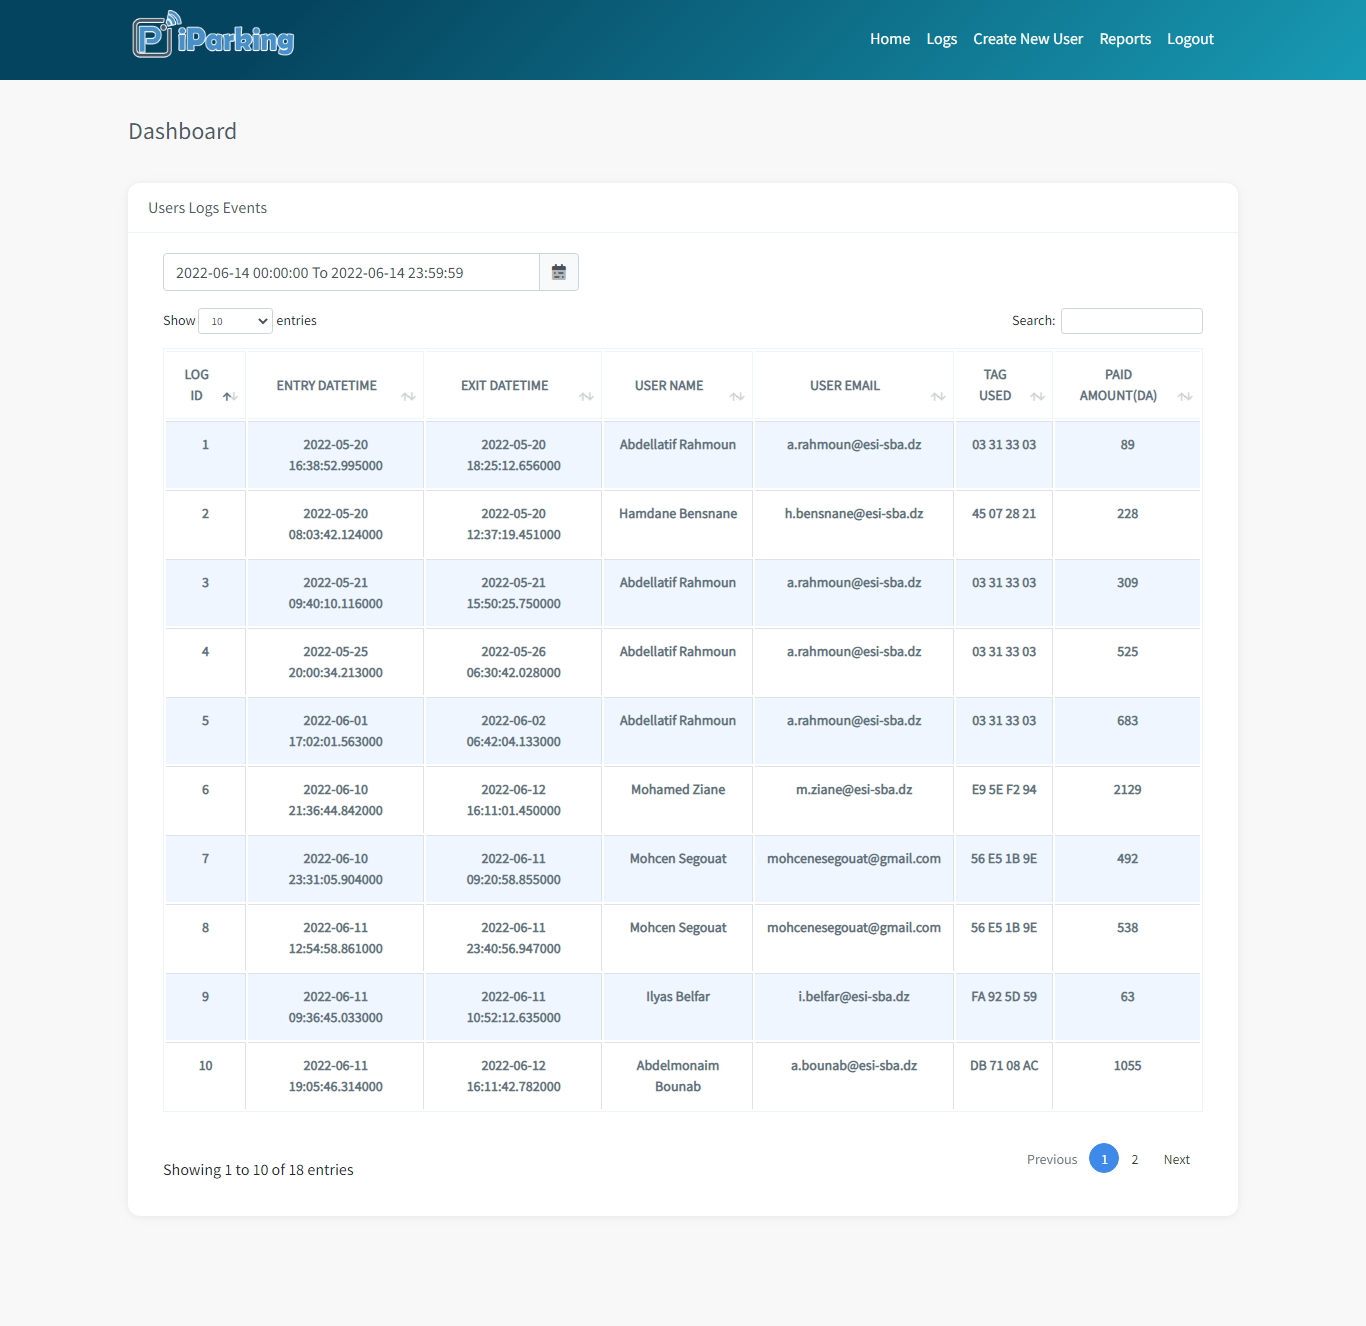 P iParking
Home Logs Create New User Reports Logout
Dashboard
Users Logs Events
2022-06-14 00:00:00 To 2022-06-14 23:59:59
Show 10 entries Search:
LOG ID ENTRY DATETIME EXIT DATETIME USER NAME USER EMAIL TAG USED PAID AMOUNT(DA)
1 2022-05-20 16:38:52.995000 2022-05-20 18:25:12.656000 Abdellatif Rahmoun a.rahmoun@esi-sba.dz 03 31 33 03 89
2 2022-05-20 08:03:42.124000 2022-05-20 12:37:19.451000 Hamdane Bensnane h.bensnane@esi-sba.dz 45 07 28 21 228
3 2022-05-21 09:40:10.116000 2022-05-21 15:50:25.750000 Abdellatif Rahmoun a.rahmoun@esi-sba.dz 03 31 33 03 309
4 2022-05-25 20:00:34.213000 2022-05-26 06:30:42.028000 Abdellatif Rahmoun a.rahmoun@esi-sba.dz 03 31 33 03 525
5 2022-06-01 17:02:01.563000 2022-06-02 06:42:04.133000 Abdellatif Rahmoun a.rahmoun@esi-sba.dz 03 31 33 03 683
6 2022-06-10 21:36:44.842000 2022-06-12 16:11:01.450000 Mohamed Ziane m.ziane@esi-sba.dz E9 5E F2 94 2129
7 2022-06-10 23:31:05.904000 2022-06-11 09:20:58.855000 Mohcen Segouat mohcenesegouat@gmail.com 56 E5 1B 9E 492
8 2022-06-11 12:54:58.861000 2022-06-11 23:40:56.947000 Mohcen Segouat mohcenesegouat@gmail.com 56 E5 1B 9E 538
9 2022-06-11 09:36:45.033000 2022-06-11 10:52:12.635000 Ilyas Belfar i.belfar@esi-sba.dz FA 92 5D 59 63
10 2022-06-11 19:05:46.314000 2022-06-12 16:11:42.782000 Abdelmonaim Bounab a.bounab@esi-sba.dz DB 71 08 AC 1055
Showing 1 to 10 of 18 entries Previous 1 2 Next